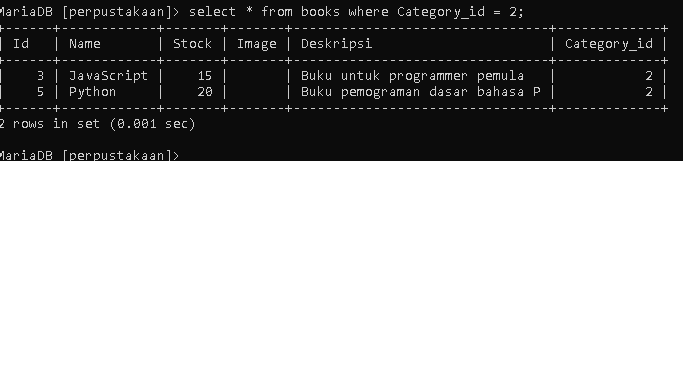 MariaDB [perpustakaan]> select * from books where Category_id = 2;
+------+------------+-------+-------+--------------------------------+-------------+
| Id | Name | Stock | Image | Deskripsi | Category_id |
+------+------------+-------+-------+--------------------------------+-------------+
| 3 | JavaScript | 15 | | Buku untuk programmer pemula | 2 |
| 5 | Python | 20 | | Buku pemograman dasar bahasa P | 2 |
+------+------------+-------+-------+--------------------------------+-------------+
2 rows in set (0.001 sec)
MariaDB [perpustakaan]>